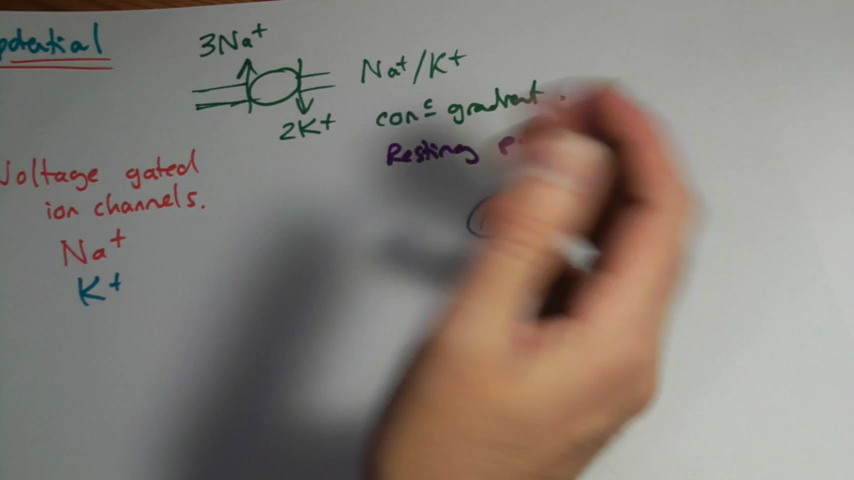 potential
3Na⁺
Na⁺/K⁺
2K⁺
conᶜ gradient.
Resting
Voltage gated
ion channels.
Na⁺
K⁺